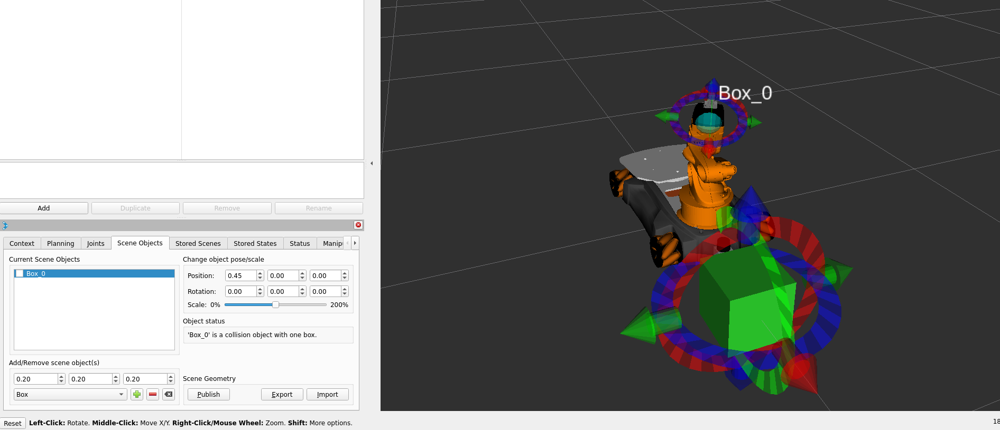 Box_0
Add
Duplicate
Remove
Rename
Context
Planning
Joints
Scene Objects
Stored Scenes
Stored States
Status
Manip
Current Scene Objects
Box_0
Change object pose/scale
Position:
0.45
0.00
0.00
Rotation:
0.00
0.00
0.00
Scale: 0%
200%
Object status
'Box_0' is a collision object with one box.
Add/Remove scene object(s)
0.20
0.20
0.20
Box
Scene Geometry
Publish
Export
Import
Reset
Left-Click: Rotate. Middle-Click: Move X/Y. Right-Click/Mouse Wheel: Zoom. Shift: More options.
18